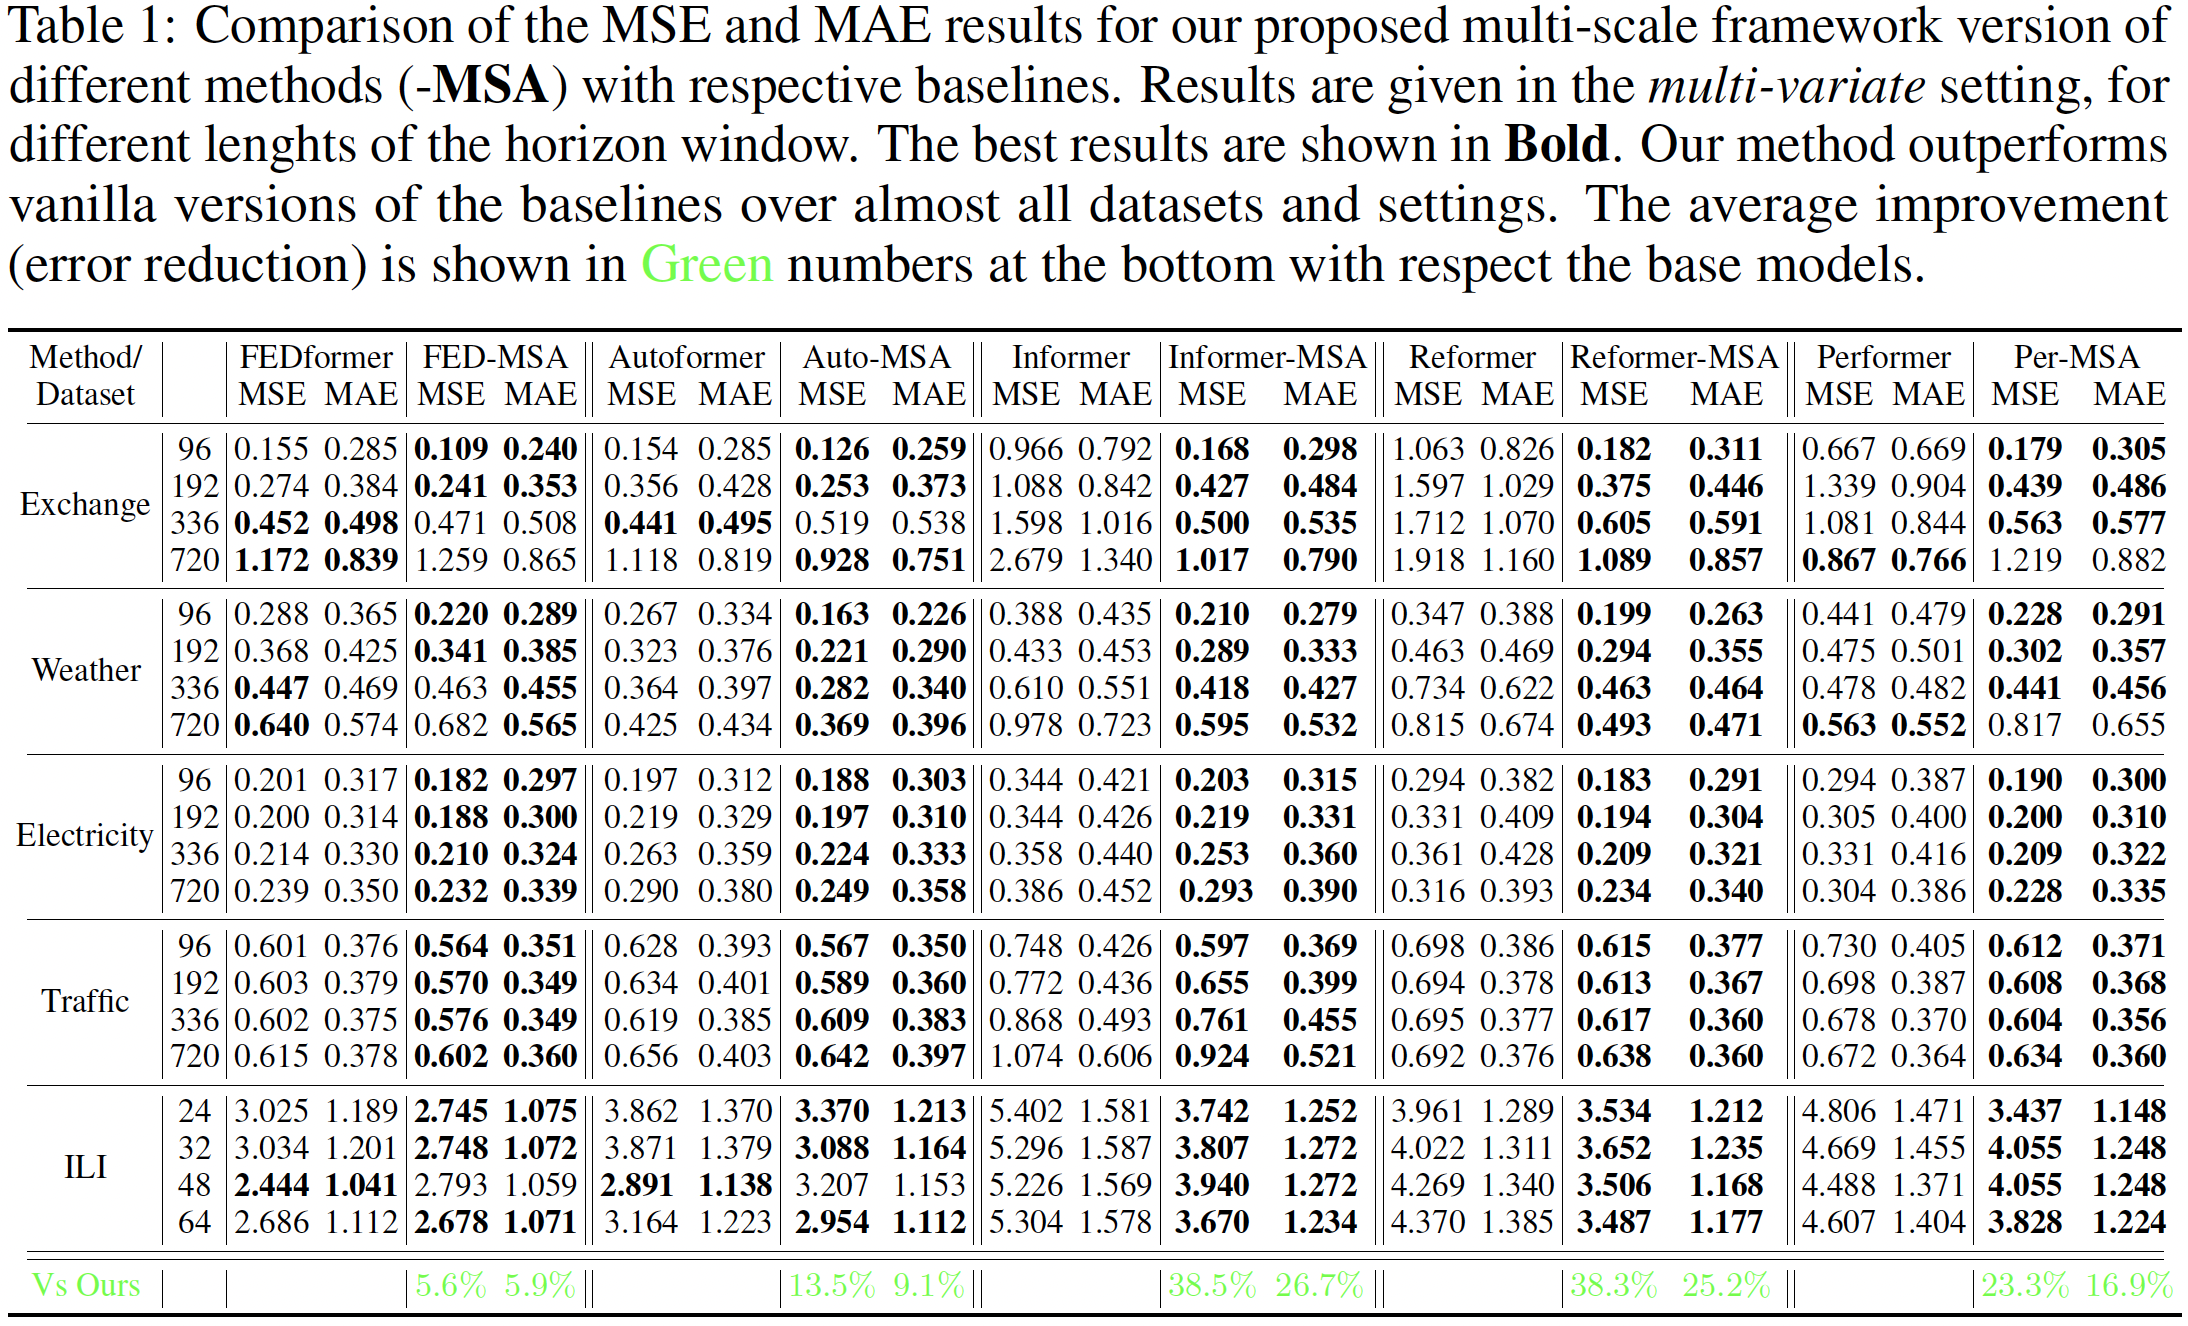 Table 1: Comparison of the MSE and MAE results for our proposed multi-scale framework version of
different methods (-MSA) with respective baselines. Results are given in the multi-variate setting, for
different lenghts of the horizon window. The best results are shown in Bold. Our method outperforms
vanilla versions of the baselines over almost all datasets and settings. The average improvement
(error reduction) is shown in Green numbers at the bottom with respect the base models.
Method/ FEDformer FED-MSA Autoformer Auto-MSA Informer Informer-MSA Reformer Reformer-MSA Performer Per-MSA
Dataset MSE MAE MSE MAE MSE MAE MSE MAE MSE MAE MSE MAE MSE MAE MSE MAE MSE MAE MSE MAE
Exchange
96 0.155 0.285 0.109 0.240 0.154 0.285 0.126 0.259 0.966 0.792 0.168 0.298 1.063 0.826 0.182 0.311 0.667 0.669 0.179 0.305
192 0.274 0.384 0.241 0.353 0.356 0.428 0.253 0.373 1.088 0.842 0.427 0.484 1.597 1.029 0.375 0.446 1.339 0.904 0.439 0.486
336 0.452 0.498 0.471 0.508 0.441 0.495 0.519 0.538 1.598 1.016 0.500 0.535 1.712 1.070 0.605 0.591 1.081 0.844 0.563 0.577
720 1.172 0.839 1.259 0.865 1.118 0.819 0.928 0.751 2.679 1.340 1.017 0.790 1.918 1.160 1.089 0.857 0.867 0.766 1.219 0.882
Weather
96 0.288 0.365 0.220 0.289 0.267 0.334 0.163 0.226 0.388 0.435 0.210 0.279 0.347 0.388 0.199 0.263 0.441 0.479 0.228 0.291
192 0.368 0.425 0.341 0.385 0.323 0.376 0.221 0.290 0.433 0.453 0.289 0.333 0.463 0.469 0.294 0.355 0.475 0.501 0.302 0.357
336 0.447 0.469 0.463 0.455 0.364 0.397 0.282 0.340 0.610 0.551 0.418 0.427 0.734 0.622 0.463 0.464 0.478 0.482 0.441 0.456
720 0.640 0.574 0.682 0.565 0.425 0.434 0.369 0.396 0.978 0.723 0.595 0.532 0.815 0.674 0.493 0.471 0.563 0.552 0.817 0.655
Electricity
96 0.201 0.317 0.182 0.297 0.197 0.312 0.188 0.303 0.344 0.421 0.203 0.315 0.294 0.382 0.183 0.291 0.294 0.387 0.190 0.300
192 0.200 0.314 0.188 0.300 0.219 0.329 0.197 0.310 0.344 0.426 0.219 0.331 0.331 0.409 0.194 0.304 0.305 0.400 0.200 0.310
336 0.214 0.330 0.210 0.324 0.263 0.359 0.224 0.333 0.358 0.440 0.253 0.360 0.361 0.428 0.209 0.321 0.331 0.416 0.209 0.322
720 0.239 0.350 0.232 0.339 0.290 0.380 0.249 0.358 0.386 0.452 0.293 0.390 0.316 0.393 0.234 0.340 0.304 0.386 0.228 0.335
Traffic
96 0.601 0.376 0.564 0.351 0.628 0.393 0.567 0.350 0.748 0.426 0.597 0.369 0.698 0.386 0.615 0.377 0.730 0.405 0.612 0.371
192 0.603 0.379 0.570 0.349 0.634 0.401 0.589 0.360 0.772 0.436 0.655 0.399 0.694 0.378 0.613 0.367 0.698 0.387 0.608 0.368
336 0.602 0.375 0.576 0.349 0.619 0.385 0.609 0.383 0.868 0.493 0.761 0.455 0.695 0.377 0.617 0.360 0.678 0.370 0.604 0.356
720 0.615 0.378 0.602 0.360 0.656 0.403 0.642 0.397 1.074 0.606 0.924 0.521 0.692 0.376 0.638 0.360 0.672 0.364 0.634 0.360
ILI
24 3.025 1.189 2.745 1.075 3.862 1.370 3.370 1.213 5.402 1.581 3.742 1.252 3.961 1.289 3.534 1.212 4.806 1.471 3.437 1.148
32 3.034 1.201 2.748 1.072 3.871 1.379 3.088 1.164 5.296 1.587 3.807 1.272 4.022 1.311 3.652 1.235 4.669 1.455 4.055 1.248
48 2.444 1.041 2.793 1.059 2.891 1.138 3.207 1.153 5.226 1.569 3.940 1.272 4.269 1.340 3.506 1.168 4.488 1.371 4.055 1.248
64 2.686 1.112 2.678 1.071 3.164 1.223 2.954 1.112 5.304 1.578 3.670 1.234 4.370 1.385 3.487 1.177 4.607 1.404 3.828 1.224
Vs Ours 5.6% 5.9% 13.5% 9.1% 38.5% 26.7% 38.3% 25.2% 23.3% 16.9%